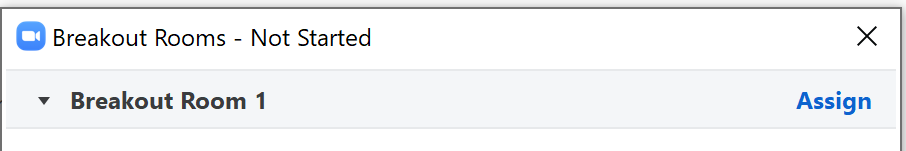 Breakout Rooms - Not Started
Breakout Room 1 Assign